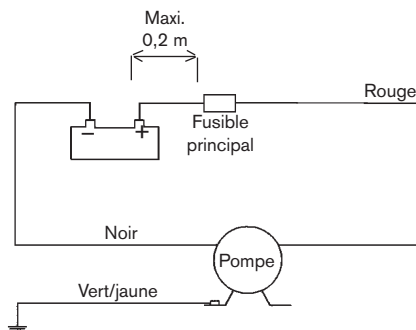 Maxi.
0,2 m
Rouge
− +
Fusible
principal
Noir
Pompe
Vert/jaune